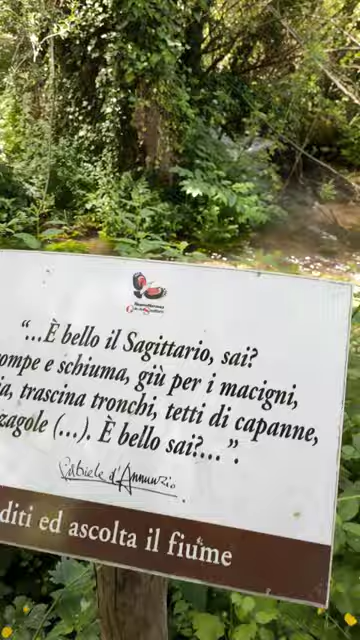 "...È bello il Sagittario, sai?
ompe e schiuma, giù per i macigni,
ia, trascina tronchi, tetti di capanne,
zagole (...). È bello sai?...".
Gabriele d'Annunzio
diti ed ascolta il fiume